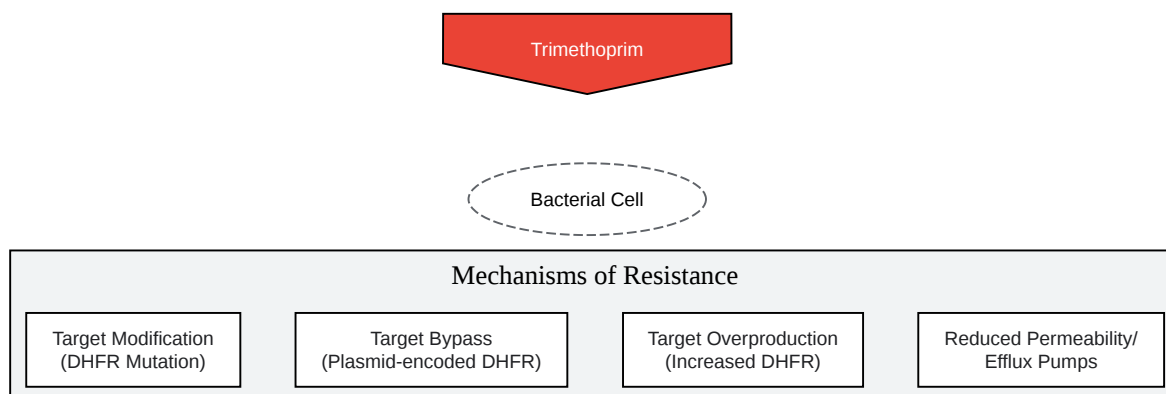 Trimethoprim
Bacterial Cell
Mechanisms of Resistance
Target Modification
(DHFR Mutation)
Target Bypass
(Plasmid-encoded DHFR)
Target Overproduction
(Increased DHFR)
Reduced Permeability/
Efflux Pumps